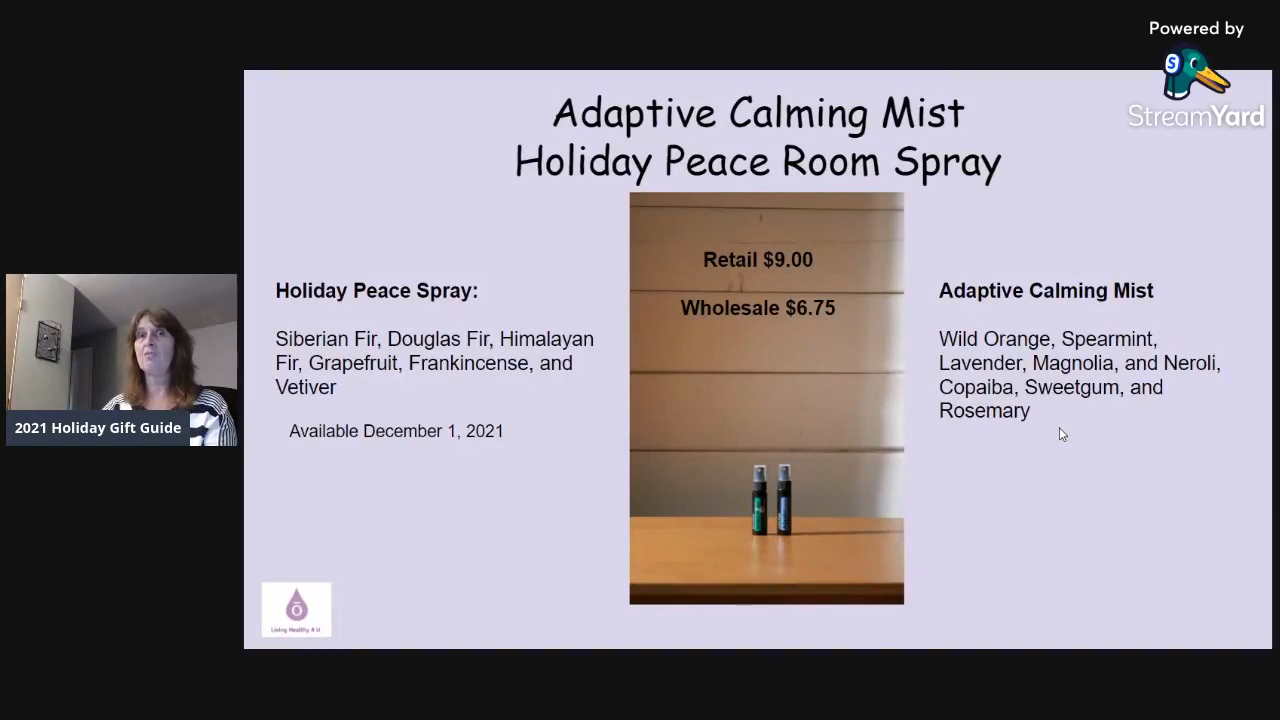 Powered by
StreamYard
Adaptive Calming Mist
Holiday Peace Room Spray
Retail $9.00
Wholesale $6.75
Holiday Peace Spray:
Siberian Fir, Douglas Fir, Himalayan
Fir, Grapefruit, Frankincense, and
Vetiver
Available December 1, 2021
Adaptive Calming Mist
Wild Orange, Spearmint,
Lavender, Magnolia, and Neroli,
Copaiba, Sweetgum, and
Rosemary
2021 Holiday Gift Guide
ō
Living Healthy 4 U